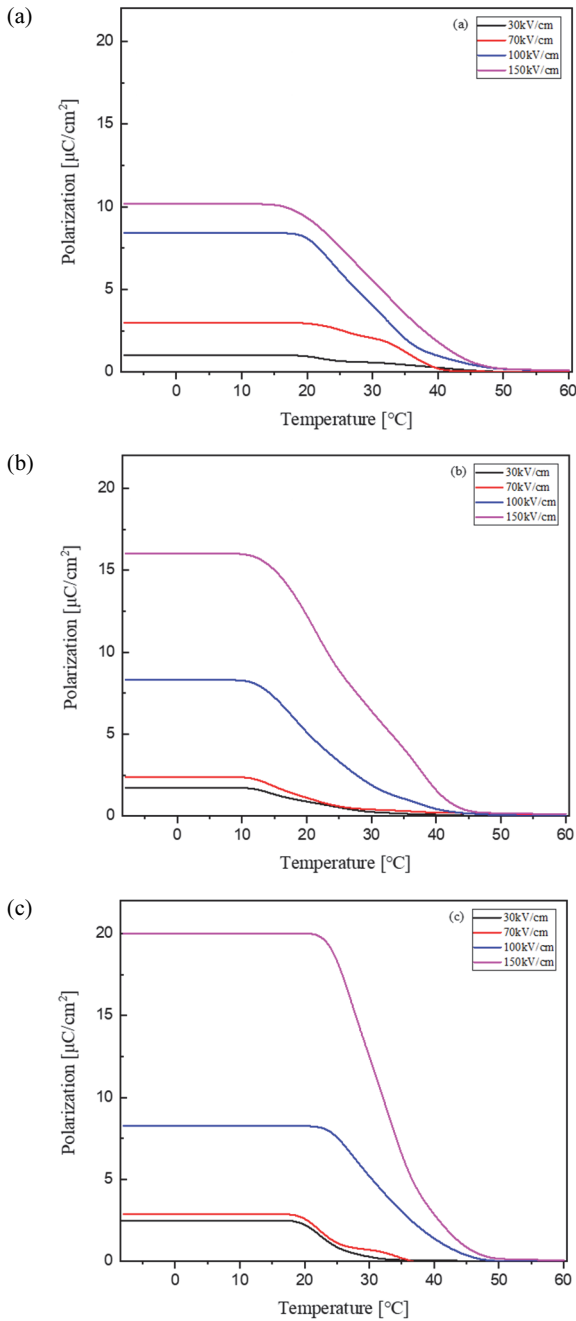 (a)
(a)
30kV/cm
70kV/cm
100kV/cm
150kV/cm
20
15
10
5
0
Polarization [μC/cm²]
0 10 20 30 40 50 60
Temperature [°C]
(b)
(b)
30kV/cm
70kV/cm
100kV/cm
150kV/cm
20
15
10
5
0
Polarization [μC/cm²]
0 10 20 30 40 50 60
Temperature [°C]
(c)
(c)
30kV/cm
70kV/cm
100kV/cm
150kV/cm
20
15
10
5
0
Polarization [μC/cm²]
0 10 20 30 40 50 60
Temperature [°C]